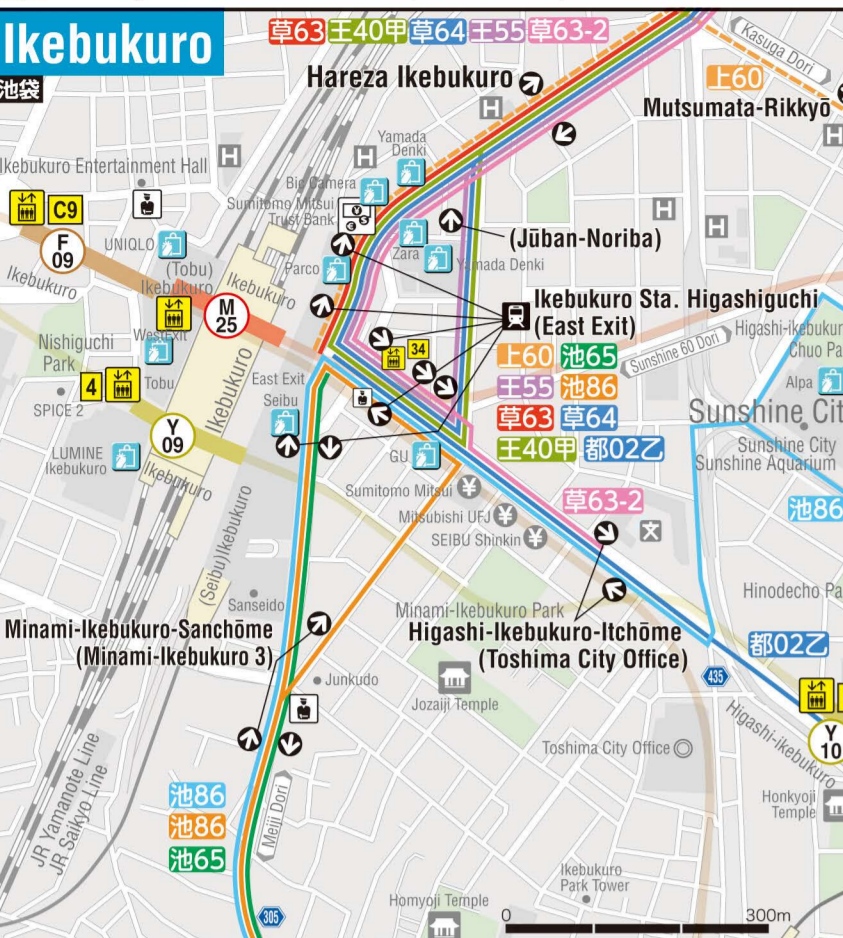 Ikebukuro
池袋
草63 王40甲 草64 王55 草63-2
Kasuga Dori
Hareza Ikebukuro
上60
Mutsumata-Rikkyō
H
H
H
H
H
H
Yamada
Denki
Ikebukuro Entertainment Hall
Bic Camera
Sumitomo Mitsui
Trust Bank
C9
F
09
UNIQLO
(Tobu)
Ikebukuro
Ikebukuro
Ikebukuro
Parco
Zara
Yamada Denki
(Jūban-Noriba)
M
25
Ikebukuro Sta. Higashiguchi
(East Exit)
上60 池65
王55 池86
草63 草64
王40甲 都02乙
Sunshine 60 Dori
Higashi-Ikebukur
Chuo Pa
Alpa
Nishiguchi
Park
WestExit
34
SPICE 2
4
Tobu
East Exit
Seibu
Ikebukuro
Sunshine Cit
Sunshine City
Sunshine Aquarium
Y
09
LUMINE
Ikebukuro
Ikebukuro
GU
Sumitomo Mitsui
Mitsubishi UFJ
SEIBU Shinkin
草63-2
文
池86
(Seibu)Ikebukuro
Sanseido
Hinodecho Pa
Minami-Ikebukuro Park
Minami-Ikebukuro-Sanchōme
(Minami-Ikebukuro 3)
Higashi-Ikebukuro-Itchōme
(Toshima City Office)
都02乙
435
Junkudo
Jozaiji Temple
Higashi-ikebukuro
Y
10
Toshima City Office
JR Yamanote Line
JR Saikyo Line
池86
池86
池65
Meiji Dori
Honkyoji
Temple
Ikebukuro
Park Tower
305
Homyoji Temple
0
300m